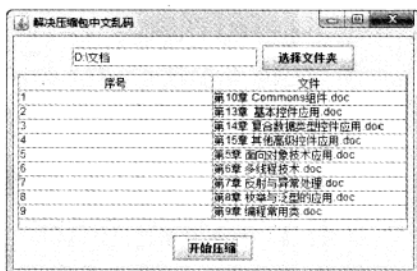 解决压缩包中文乱码
D:\文档 选择文件夹
序号 文件
1 第10章 Commons组件.doc
2 第13章 基本控件应用.doc
3 第14章 复合数据类型控件应用.doc
4 第15章 其他高级控件应用.doc
5 第5章 面向对象技术应用.doc
6 第6章 多线程技术.doc
7 第7章 反射与异常处理.doc
8 第8章 枚举与泛型的应用.doc
9 第9章 编程常用类.doc
开始压缩